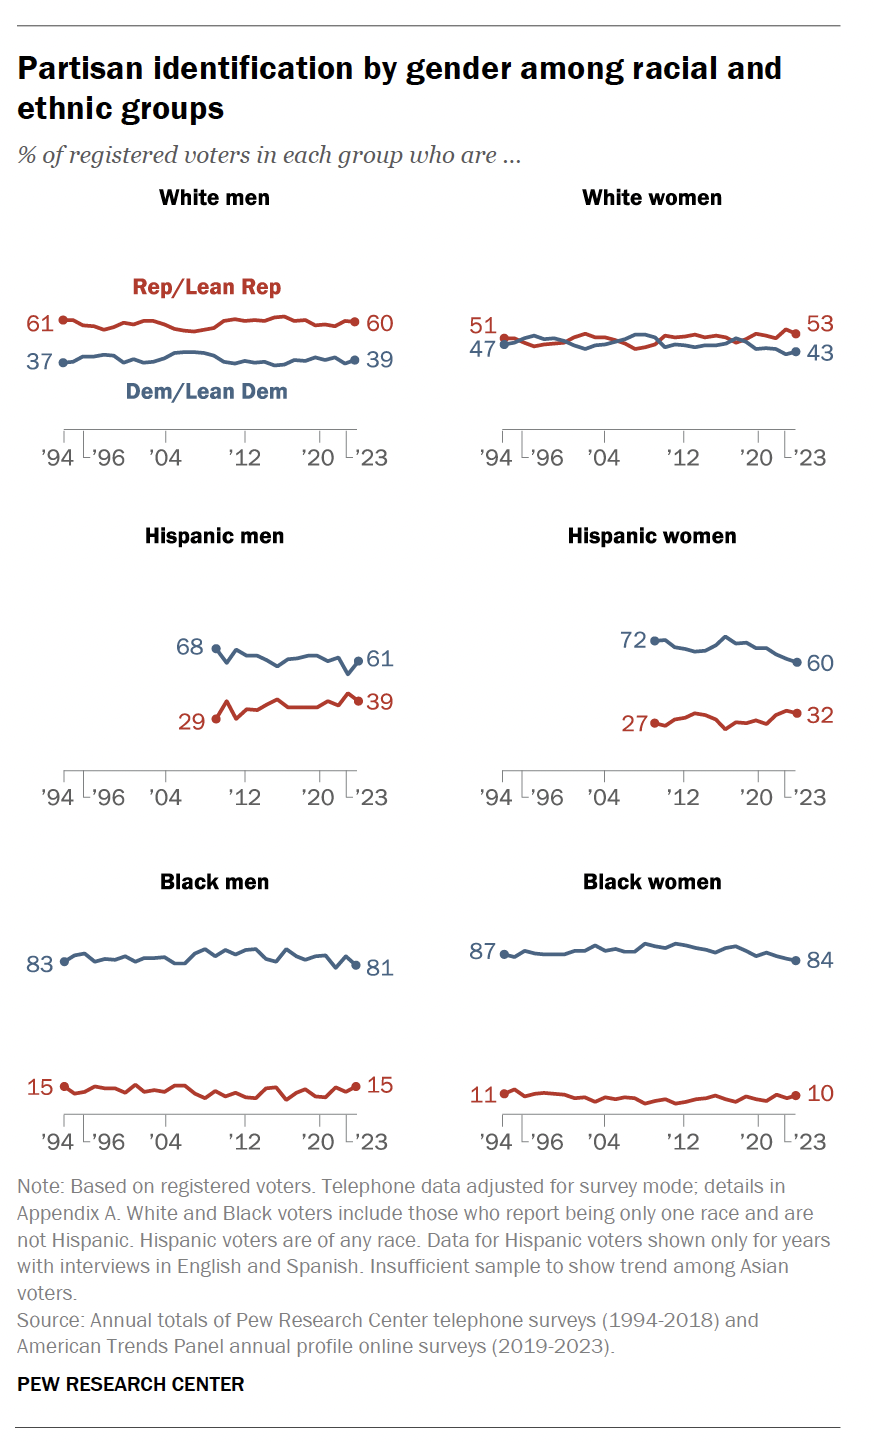 Partisan identification by gender among racial and
ethnic groups
% of registered voters in each group who are ...
White men
Rep/Lean Rep
61
60
37
39
Dem/Lean Dem
’94 ’96 ’04 ’12 ’20 ’23
White women
51
53
47
43
’94 ’96 ’04 ’12 ’20 ’23
Hispanic men
68
61
29
39
’94 ’96 ’04 ’12 ’20 ’23
Hispanic women
72
60
27
32
’94 ’96 ’04 ’12 ’20 ’23
Black men
83
81
15
15
’94 ’96 ’04 ’12 ’20 ’23
Black women
87
84
11
10
’94 ’96 ’04 ’12 ’20 ’23
Note: Based on registered voters. Telephone data adjusted for survey mode; details in
Appendix A. White and Black voters include those who report being only one race and are
not Hispanic. Hispanic voters are of any race. Data for Hispanic voters shown only for years
with interviews in English and Spanish. Insufficient sample to show trend among Asian
voters.
Source: Annual totals of Pew Research Center telephone surveys (1994-2018) and
American Trends Panel annual profile online surveys (2019-2023).
PEW RESEARCH CENTER